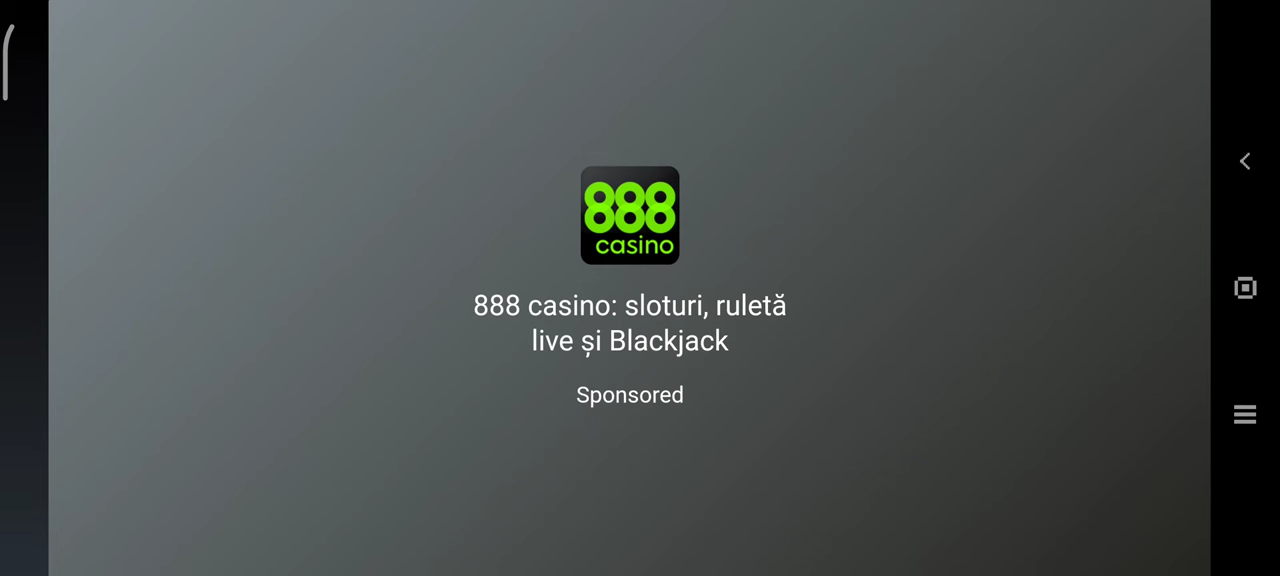 888
casino
888 casino: sloturi, ruletă
live și Blackjack
Sponsored